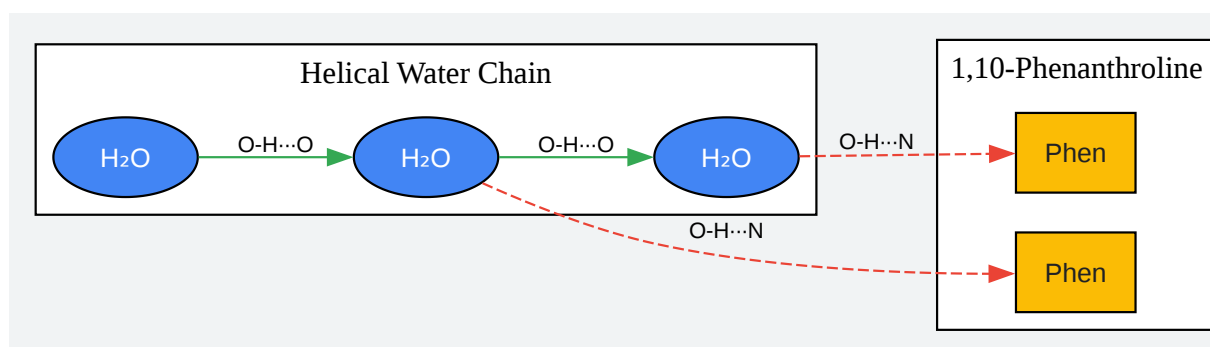 Helical Water Chain
1,10-Phenanthroline
H₂O
O-H···O
H₂O
O-H···O
H₂O
O-H···N
Phen
O-H···N
Phen